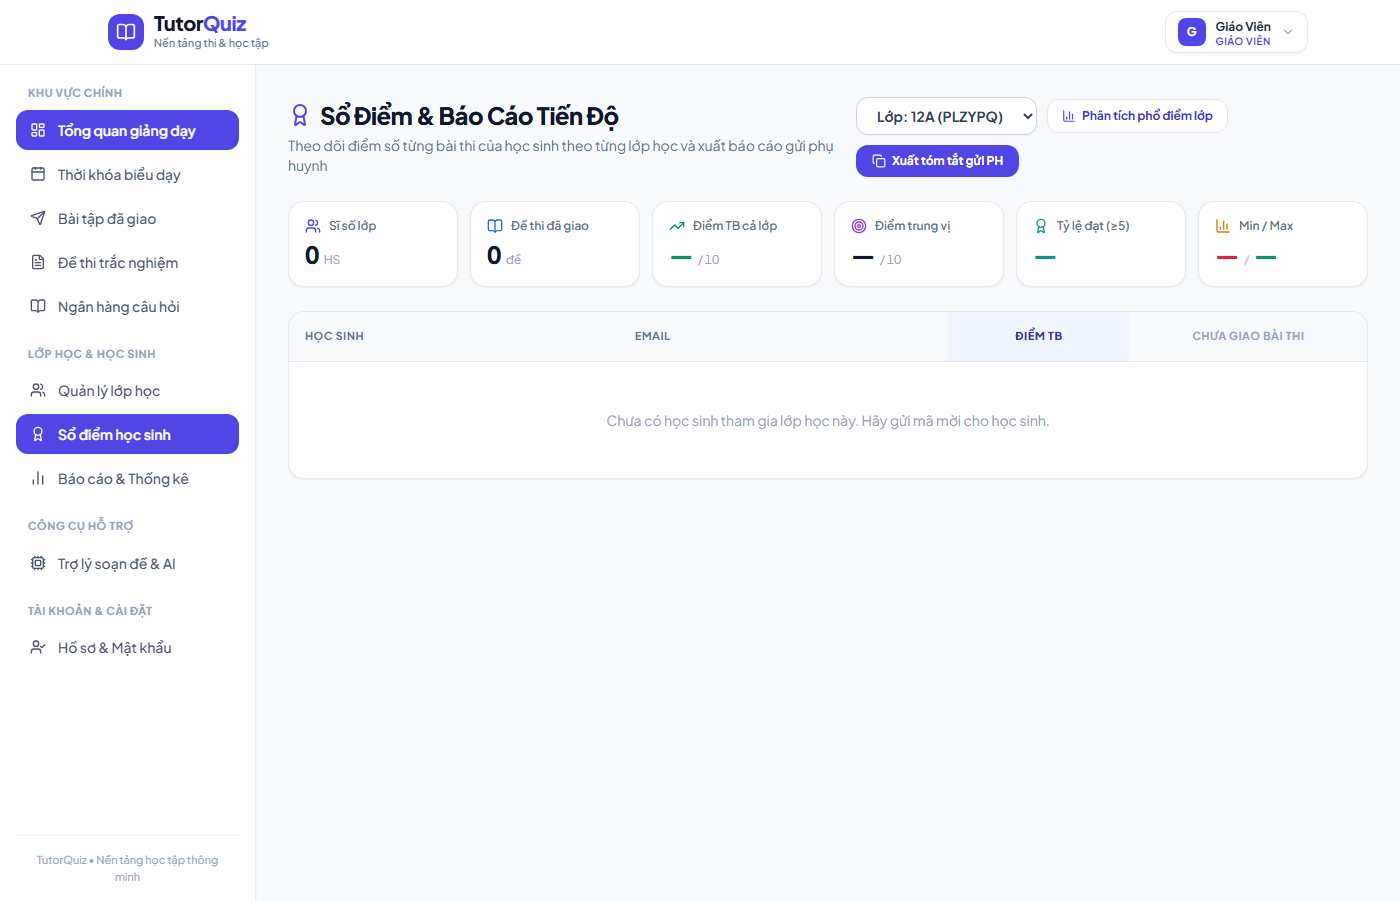 TutorQuiz
Nền tảng thi & học tập
G
Giáo Viên
GIÁO VIÊN
KHU VỰC CHÍNH
Tổng quan giảng dạy
Thời khóa biểu dạy
Bài tập đã giao
Đề thi trắc nghiệm
Ngân hàng câu hỏi
LỚP HỌC & HỌC SINH
Quản lý lớp học
Sổ điểm học sinh
Báo cáo & Thống kê
CÔNG CỤ HỖ TRỢ
Trợ lý soạn đề & AI
TÀI KHOẢN & CÀI ĐẶT
Hồ sơ & Mật khẩu
TutorQuiz • Nền tảng học tập thông
minh
Sổ Điểm & Báo Cáo Tiến Độ
Theo dõi điểm số từng bài thi của học sinh theo từng lớp học và xuất báo cáo gửi phụ
huynh
Lớp: 12A (PLZYPQ)
Phân tích phổ điểm lớp
Xuất tóm tắt gửi PH
Sĩ số lớp
0 HS
Đề thi đã giao
0 đề
Điểm TB cả lớp
— / 10
Điểm trung vị
— / 10
Tỷ lệ đạt (≥5)
—
Min / Max
— / —
HỌC SINH
EMAIL
ĐIỂM TB
CHƯA GIAO BÀI THI
Chưa có học sinh tham gia lớp học này. Hãy gửi mã mời cho học sinh.